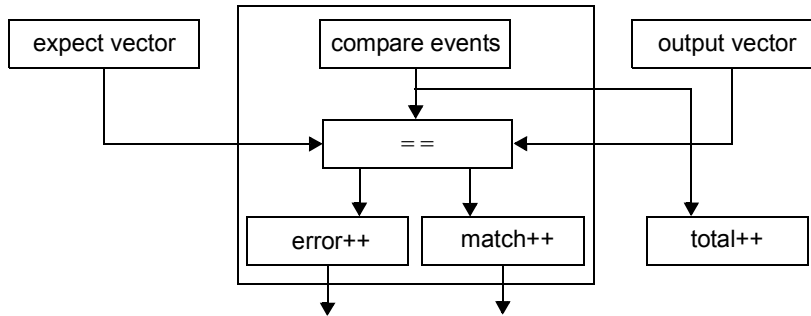 expect vector
compare events
output vector
= =
error++
match++
total++